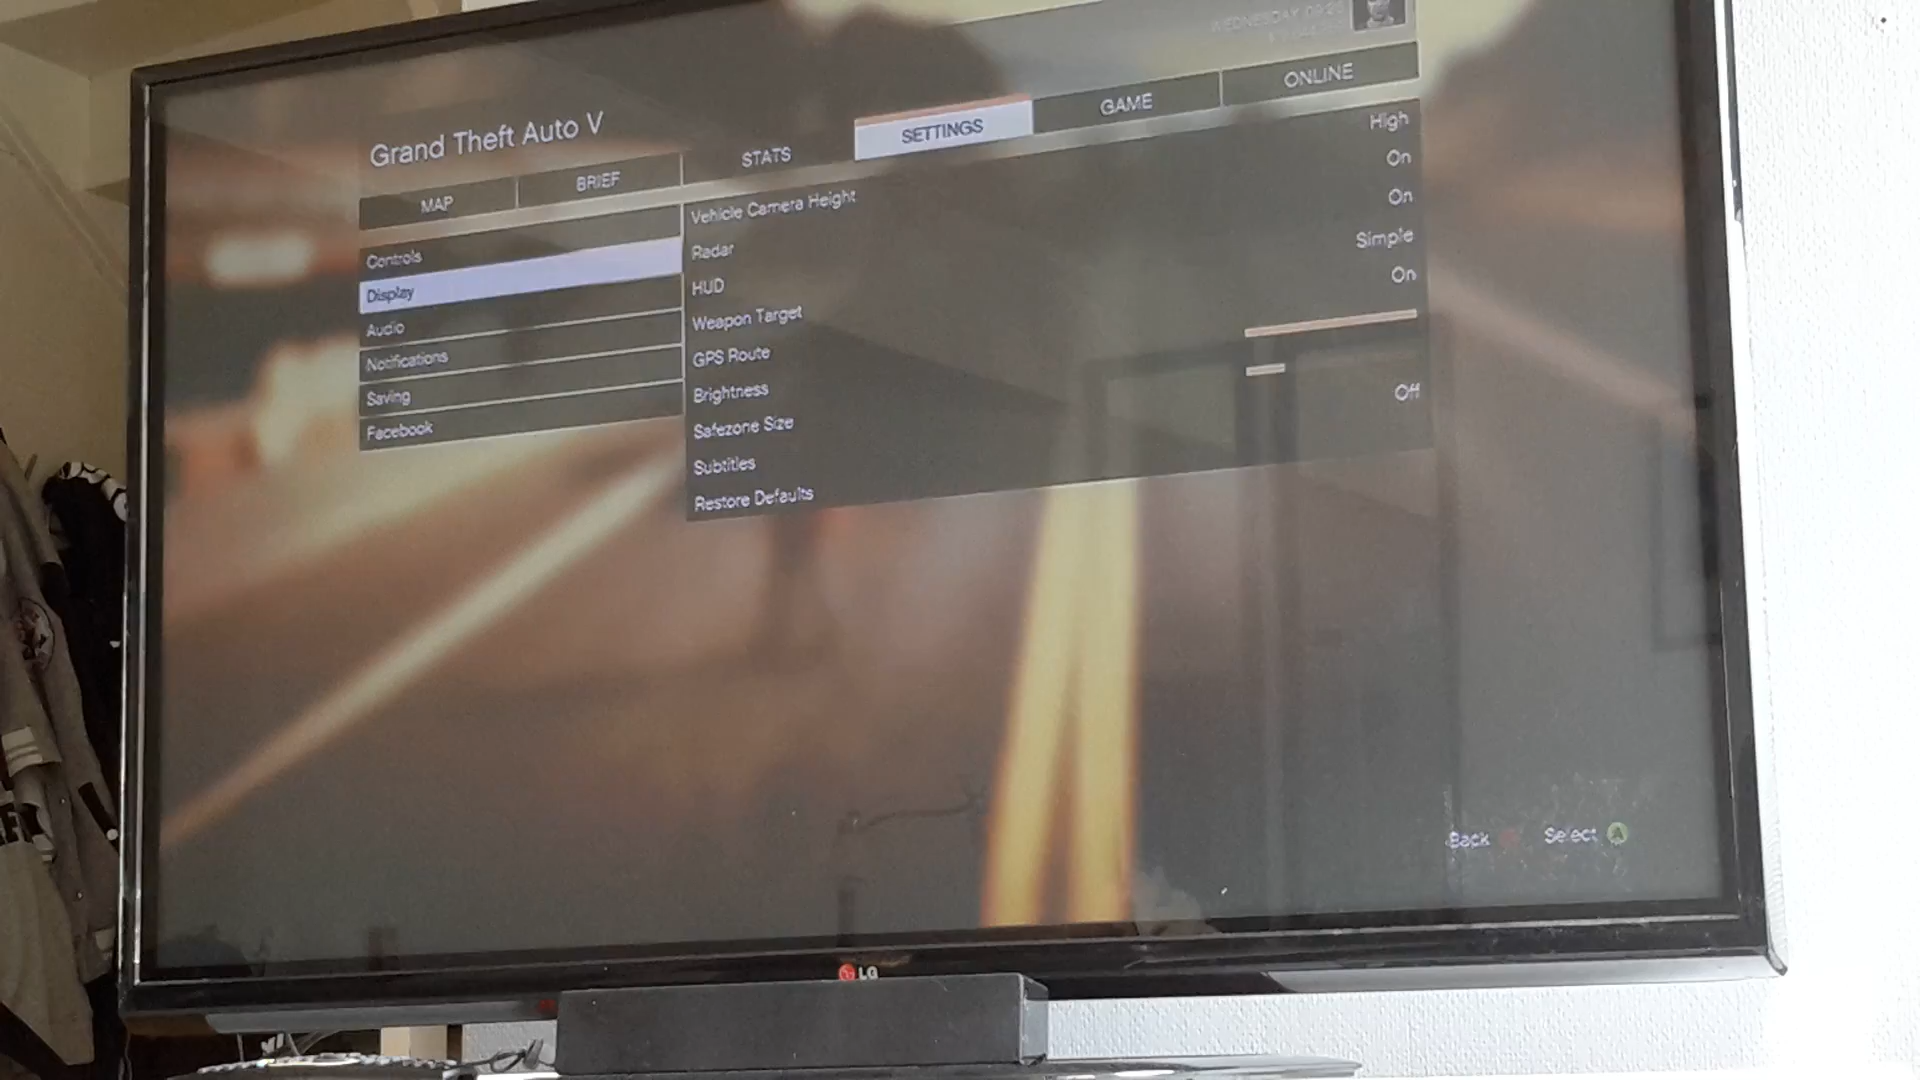 WEDNESDAY
Grand Theft Auto V
MAP
BRIEF
STATS
SETTINGS
GAME
ONLINE
Controls
Display
Audio
Notifications
Saving
Facebook
Vehicle Camera Height High
Radar On
HUD On
Weapon Target Simple
GPS Route On
Brightness
Safezone Size
Subtitles Off
Restore Defaults
Back Select A
LG